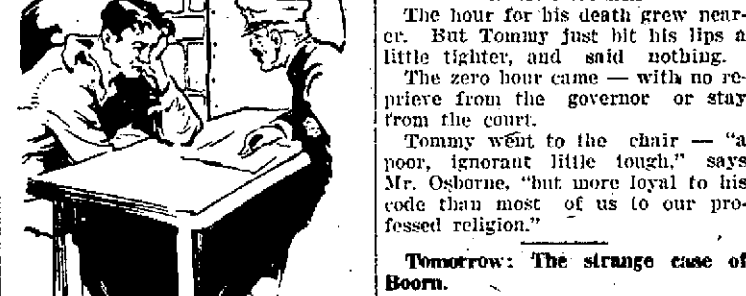 The hour for his death grew near-
er. But Tommy just bit his lips a
little tighter, and said nothing.
The zero hour came — with no re-
prieve from the governor or stay
from the court.
Tommy went to the chair — “a
poor, ignorant little tough,” says
Mr. Osborne, “but more loyal to his
code than most of us to our pro-
fessed religion.”
Tomorrow: The strange case of
Boorn.